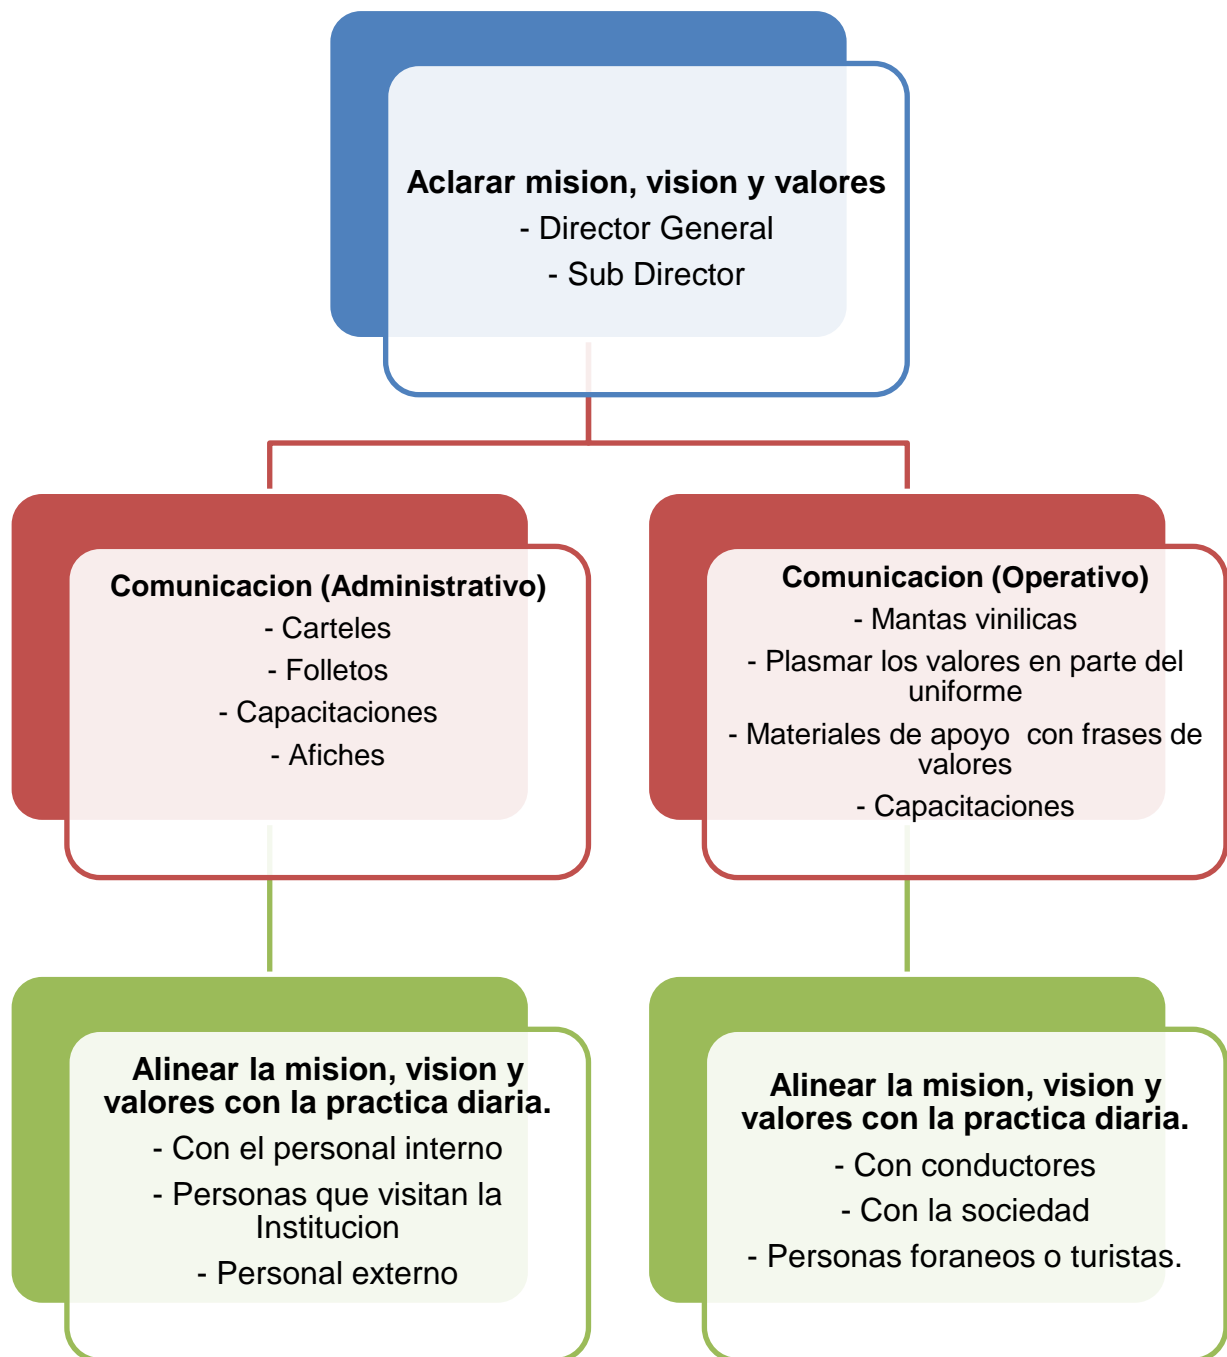 Aclarar mision, vision y valores
- Director General
- Sub Director
Comunicacion (Administrativo)
- Carteles
- Folletos
- Capacitaciones
- Afiches
Comunicacion (Operativo)
- Mantas vinilicas
- Plasmar los valores en parte del
uniforme
- Materiales de apoyo  con frases de
valores
- Capacitaciones
Alinear la mision, vision y
valores con la practica diaria.
- Con el personal interno
- Personas que visitan la
Institucion
- Personal externo
Alinear la mision, vision y
valores con la practica diaria.
- Con conductores
- Con la sociedad
- Personas foraneos o turistas.